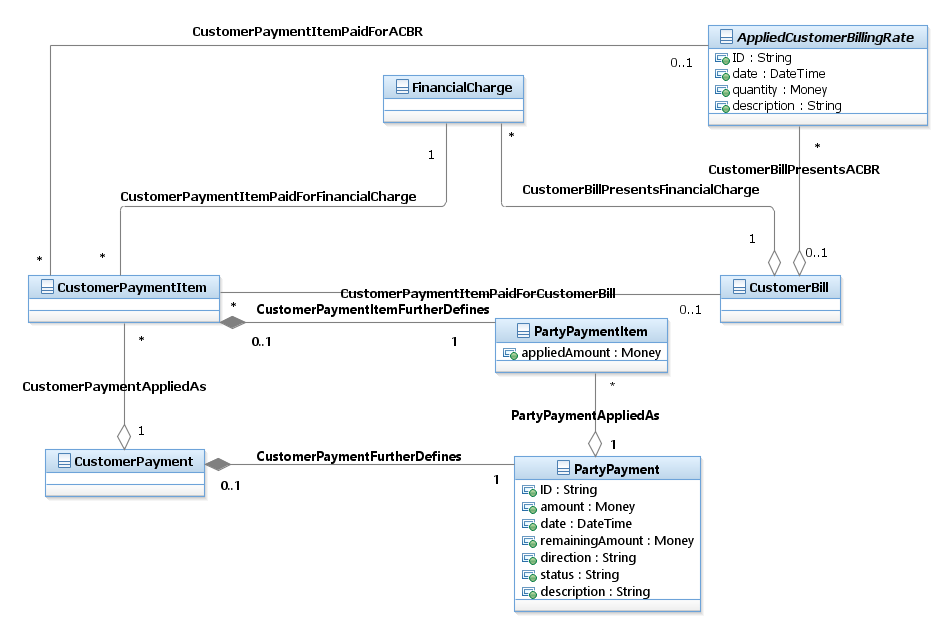 CustomerPaymentItemPaidForACBR
AppliedCustomerBillingRate
ID : String
date : DateTime
quantity : Money
description : String
0..1
FinancialCharge
*
1
*
CustomerBillPresentsACBR
CustomerPaymentItemPaidForFinancialCharge
CustomerBillPresentsFinancialCharge
1
0..1
*
*
CustomerPaymentItem
CustomerBill
CustomerPaymentItemPaidForCustomerBill
*
0..1
CustomerPaymentItemFurtherDefines
0..1
1
PartyPaymentItem
appliedAmount : Money
*
CustomerPaymentAppliedAs
1
*
PartyPaymentAppliedAs
1
CustomerPayment
CustomerPaymentFurtherDefines
0..1
1
PartyPayment
ID : String
amount : Money
date : DateTime
remainingAmount : Money
direction : String
status : String
description : String